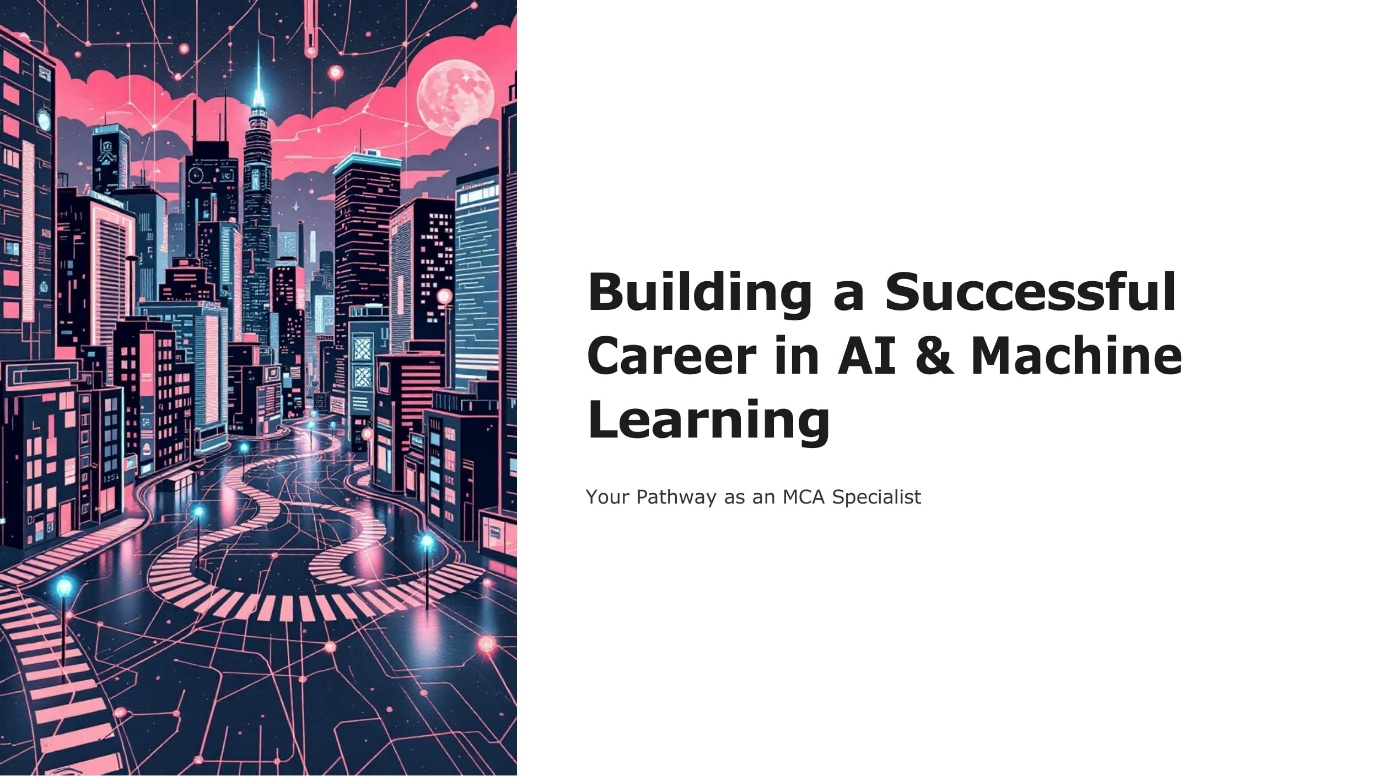 Building a Successful
Career in AI & Machine
Learning
Your Pathway as an MCA Specialist